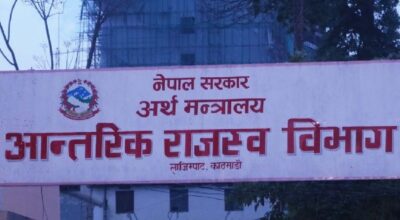 नेपाल सरकार
अर्थ मन्त्रालय
आन्तरिक राजस्व विभाग
लाजिम्पाट, काठमाडौं